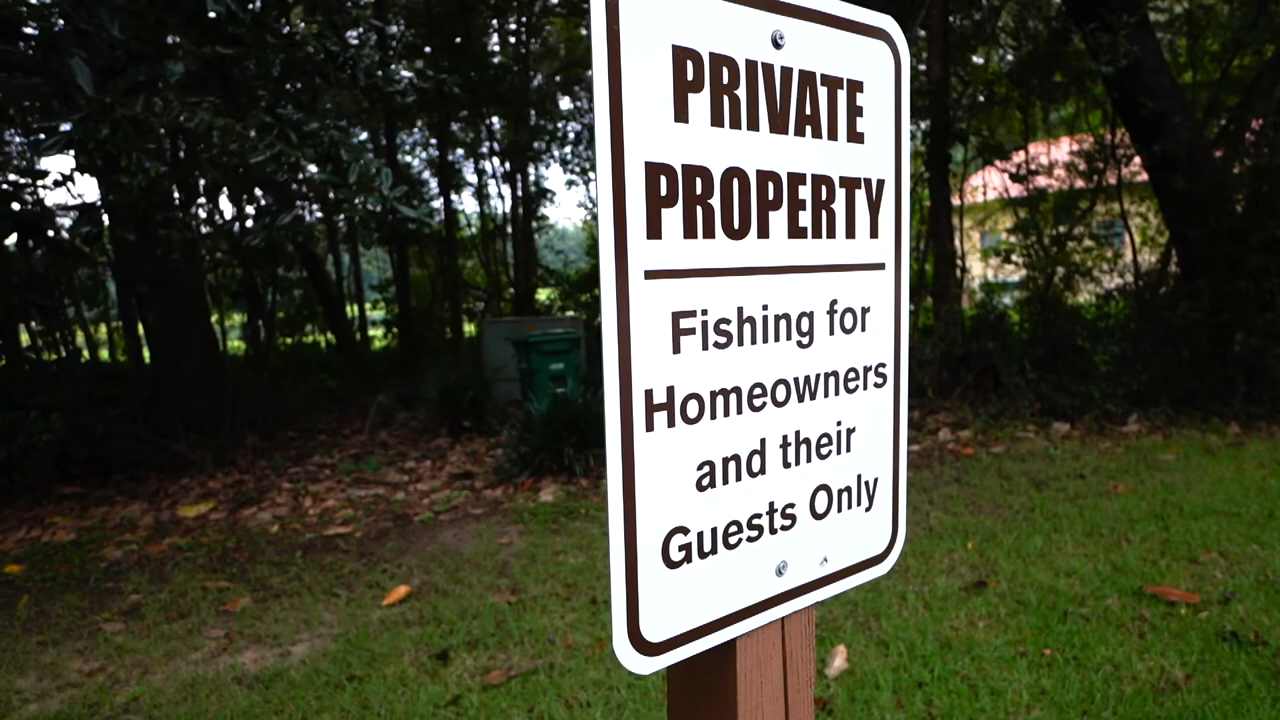 PRIVATE
PROPERTY
Fishing for
Homeowners
and their
Guests Only